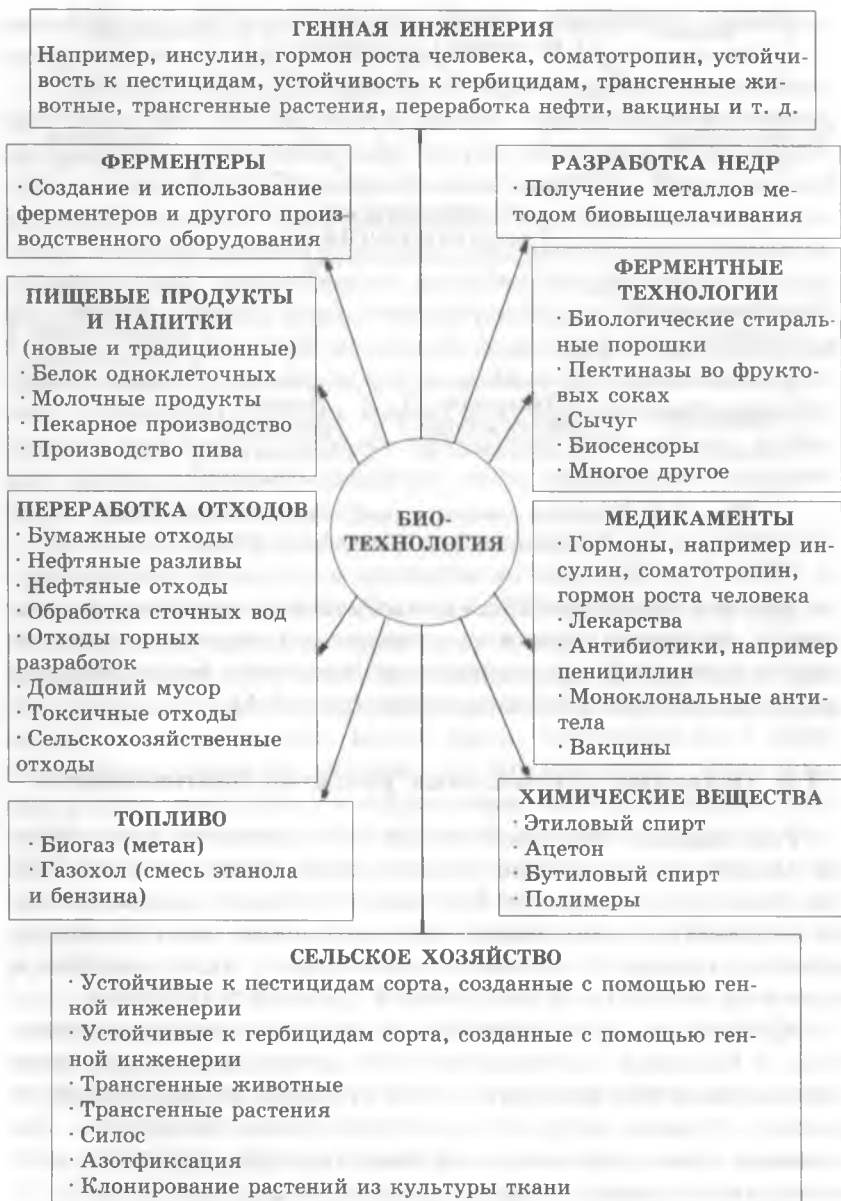 ГЕННАЯ ИНЖЕНЕРИЯ
Например, инсулин, гормон роста человека, соматотропин, устойчи-
вость к пестицидам, устойчивость к гербицидам, трансгенные жи-
вотные, трансгенные растения, переработка нефти, вакцины и т. д.
ФЕРМЕНТЕРЫ
· Создание и использование
ферментеров и другого произ-
водственного оборудования
РАЗРАБОТКА НЕДР
· Получение металлов ме-
тодом биовыщелачивания
ПИЩЕВЫЕ ПРОДУКТЫ
И НАПИТКИ
(новые и традиционные)
· Белок одноклеточных
· Молочные продукты
· Пекарное производство
· Производство пива
ФЕРМЕНТНЫЕ
ТЕХНОЛОГИИ
· Биологические стираль-
ные порошки
· Пектиназы во фрукто-
вых соках
· Сычуг
· Биосенсоры
· Многое другое
ПЕРЕРАБОТКА ОТХОДОВ
· Бумажные отходы
· Нефтяные разливы
· Нефтяные отходы
· Обработка сточных вод
· Отходы горных
разработок
· Домашний мусор
· Токсичные отходы
· Сельскохозяйственные
отходы
БИО-
ТЕХНОЛОГИЯ
МЕДИКАМЕНТЫ
· Гормоны, например ин-
сулин, соматотропин,
гормон роста человека
· Лекарства
· Антибиотики, например
пенициллин
· Моноклональные анти-
тела
· Вакцины
ТОПЛИВО
· Биогаз (метан)
· Газохол (смесь этанола
и бензина)
ХИМИЧЕСКИЕ ВЕЩЕСТВА
· Этиловый спирт
· Ацетон
· Бутиловый спирт
· Полимеры
СЕЛЬСКОЕ ХОЗЯЙСТВО
· Устойчивые к пестицидам сорта, созданные с помощью ген-
ной инженерии
· Устойчивые к гербицидам сорта, созданные с помощью ген-
ной инженерии
· Трансгенные животные
· Трансгенные растения
· Силос
· Азотфиксация
· Клонирование растений из культуры ткани